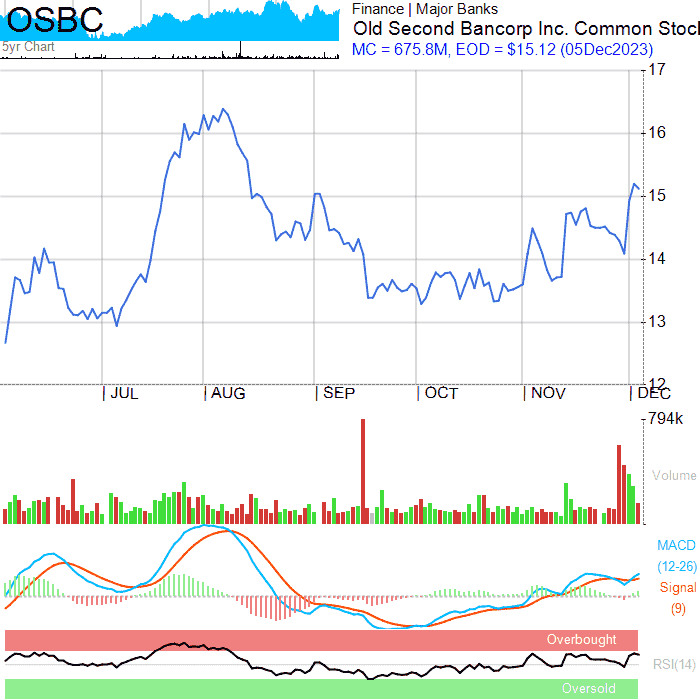 OSBC
5yr Chart
Finance | Major Banks
Old Second Bancorp Inc. Common Stoc
MC = 675.8M, EOD = $15.12 (05Dec2023)
17
16
15
14
13
12
JUL AUG SEP OCT NOV DEC
794k
Volume
MACD
(12-26)
Signal
(9)
Overbought
RSI(14)
Oversold